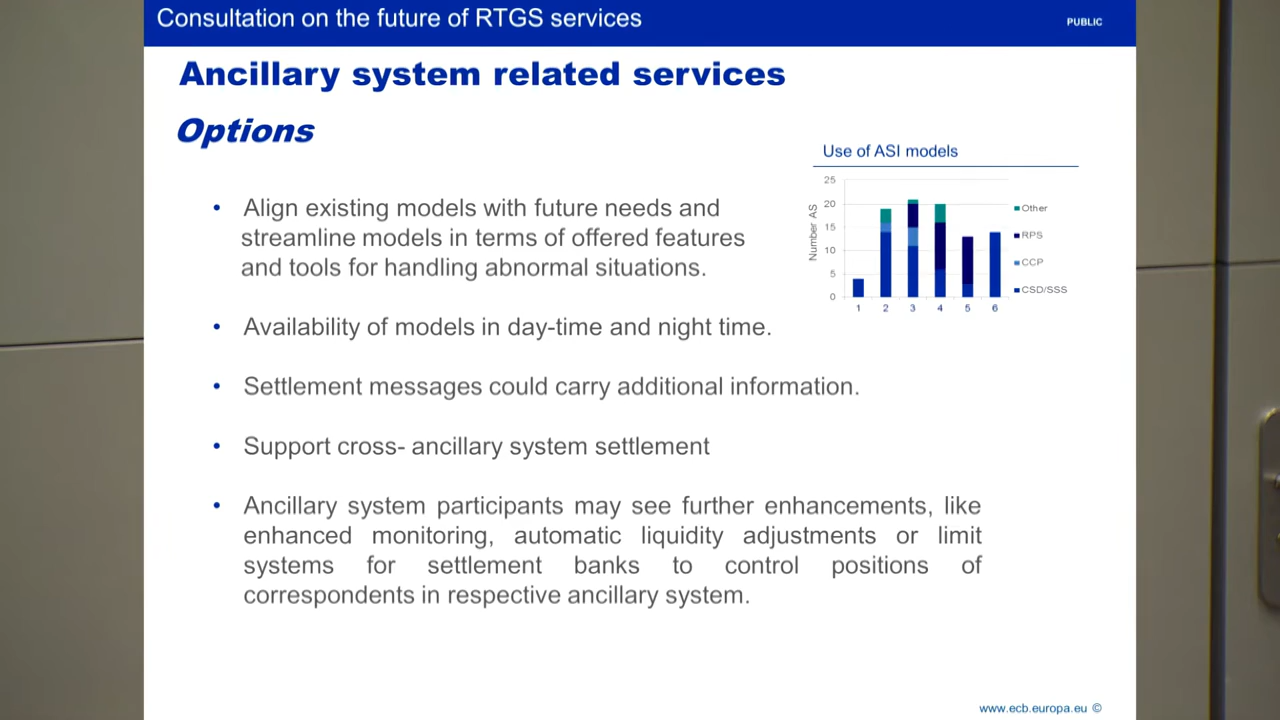 Consultation on the future of RTGS services
PUBLIC
Ancillary system related services
Options
Use of ASI models
• Align existing models with future needs and
streamline models in terms of offered features
and tools for handling abnormal situations.
25
20
15
10
5
0
Number AS
1 2 3 4 5 6
Other
RPS
CCP
CSD/SSS
• Availability of models in day-time and night time.
• Settlement messages could carry additional information.
• Support cross- ancillary system settlement
• Ancillary system participants may see further enhancements, like
enhanced monitoring, automatic liquidity adjustments or limit
systems for settlement banks to control positions of
correspondents in respective ancillary system.
www.ecb.europa.eu ©